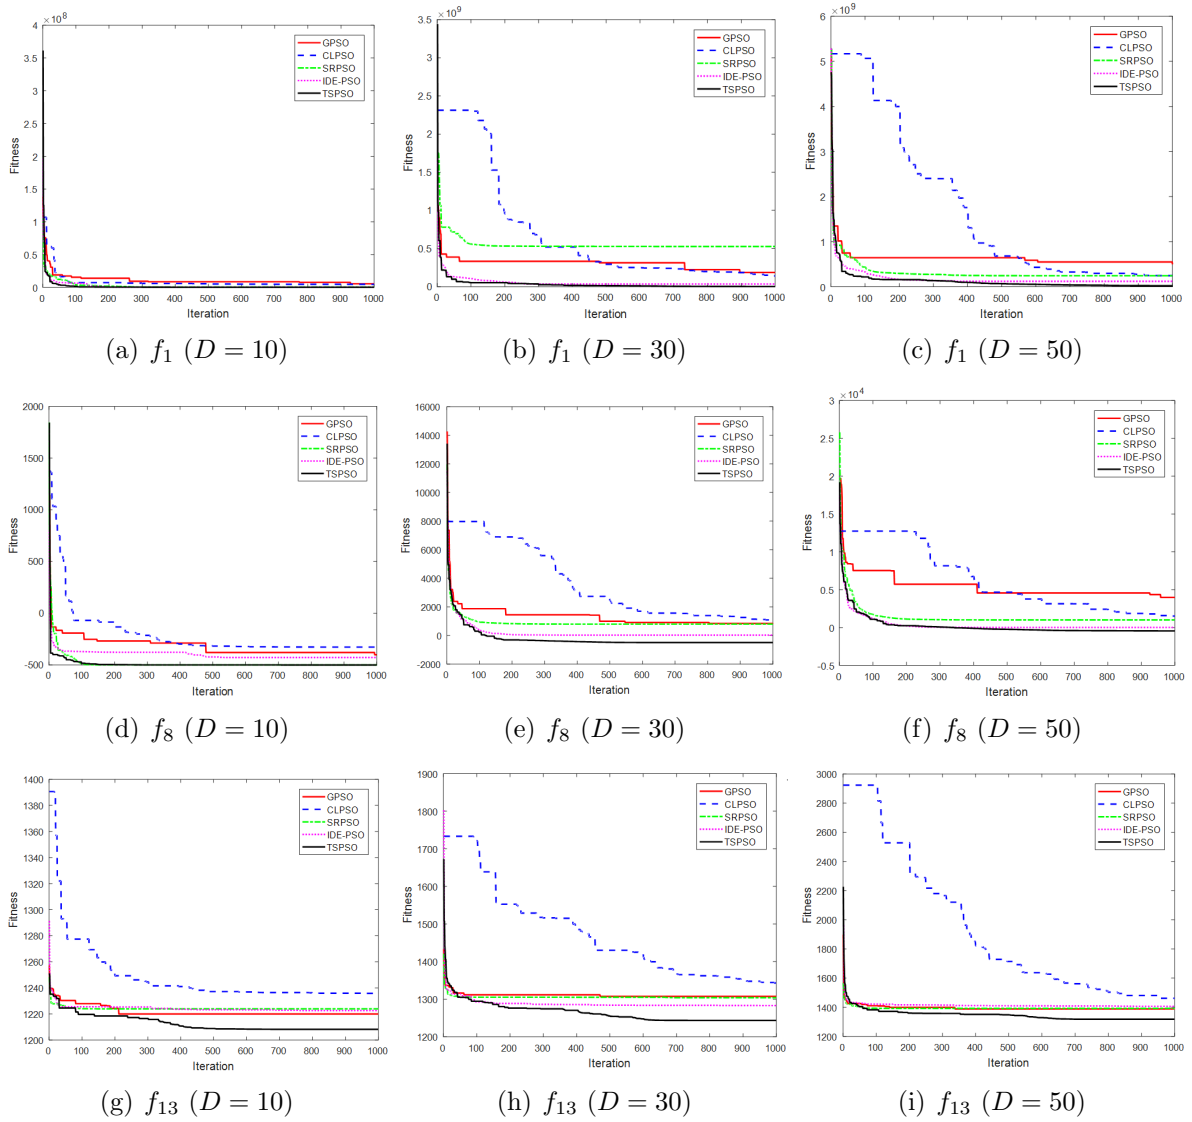 ×10⁸
4
3.5
3
2.5
2
1.5
1
0.5
0
Fitness
GPSO
CLPSO
SRPSO
IDE-PSO
TSPSO
0 100 200 300 400 500 600 700 800 900 1000
Iteration
(a) f₁ (D = 10)
×10⁹
3.5
3
2.5
2
1.5
1
0.5
0
Fitness
GPSO
CLPSO
SRPSO
IDE-PSO
TSPSO
0 100 200 300 400 500 600 700 800 900 1000
Iteration
(b) f₁ (D = 30)
×10⁹
6
5
4
3
2
1
0
Fitness
GPSO
CLPSO
SRPSO
IDE-PSO
TSPSO
0 100 200 300 400 500 600 700 800 900 1000
Iteration
(c) f₁ (D = 50)
2000
1500
1000
500
0
-500
Fitness
GPSO
CLPSO
SRPSO
IDE-PSO
TSPSO
0 100 200 300 400 500 600 700 800 900 1000
Iteration
(d) f₈ (D = 10)
16000
14000
12000
10000
8000
6000
4000
2000
0
-2000
Fitness
GPSO
CLPSO
SRPSO
IDE-PSO
TSPSO
0 100 200 300 400 500 600 700 800 900 1000
Iteration
(e) f₈ (D = 30)
×10⁴
3
2.5
2
1.5
1
0.5
0
-0.5
Fitness
GPSO
CLPSO
SRPSO
IDE-PSO
TSPSO
0 100 200 300 400 500 600 700 800 900 1000
Iteration
(f) f₈ (D = 50)
1400
1380
1360
1340
1320
1300
1280
1260
1240
1220
1200
Fitness
GPSO
CLPSO
SRPSO
IDE-PSO
TSPSO
0 100 200 300 400 500 600 700 800 900 1000
Iteration
(g) f₁₃ (D = 10)
1900
1800
1700
1600
1500
1400
1300
1200
Fitness
GPSO
CLPSO
SRPSO
IDE-PSO
TSPSO
0 100 200 300 400 500 600 700 800 900 1000
Iteration
(h) f₁₃ (D = 30)
3000
2800
2600
2400
2200
2000
1800
1600
1400
1200
Fitness
GPSO
CLPSO
SRPSO
IDE-PSO
TSPSO
0 100 200 300 400 500 600 700 800 900 1000
Iteration
(i) f₁₃ (D = 50)